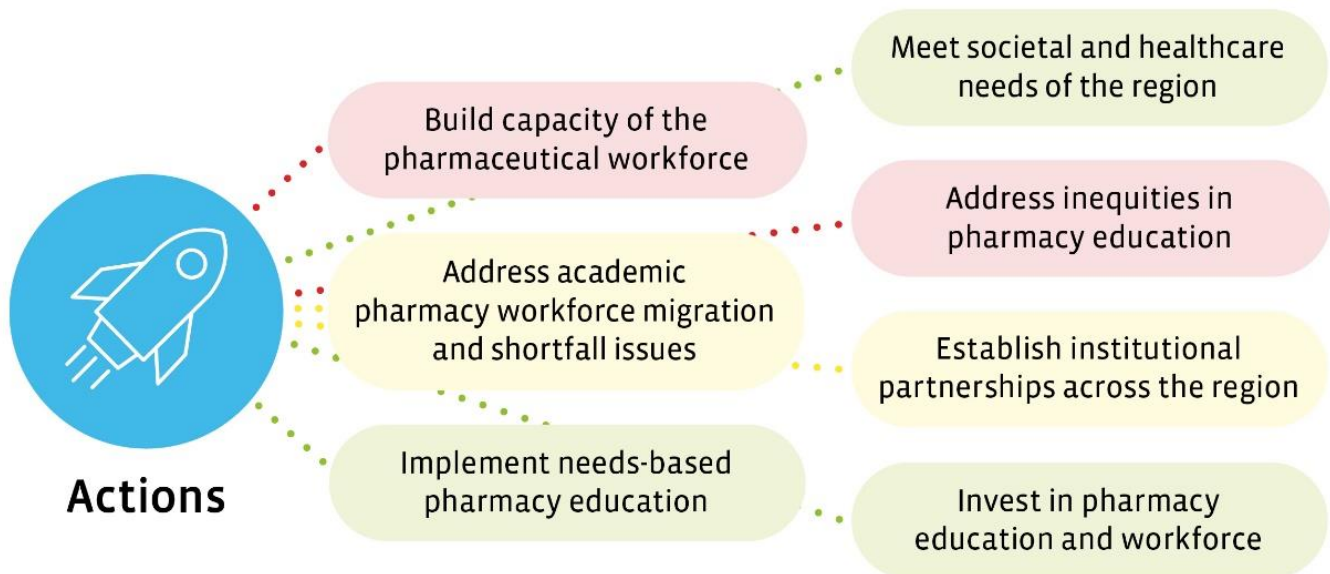 Meet societal and healthcare
needs of the region
Build capacity of the
pharmaceutical workforce
Address inequities in
pharmacy education
Address academic
pharmacy workforce migration
and shortfall issues
Establish institutional
partnerships across the region
Implement needs-based
pharmacy education
Actions
Invest in pharmacy
education and workforce